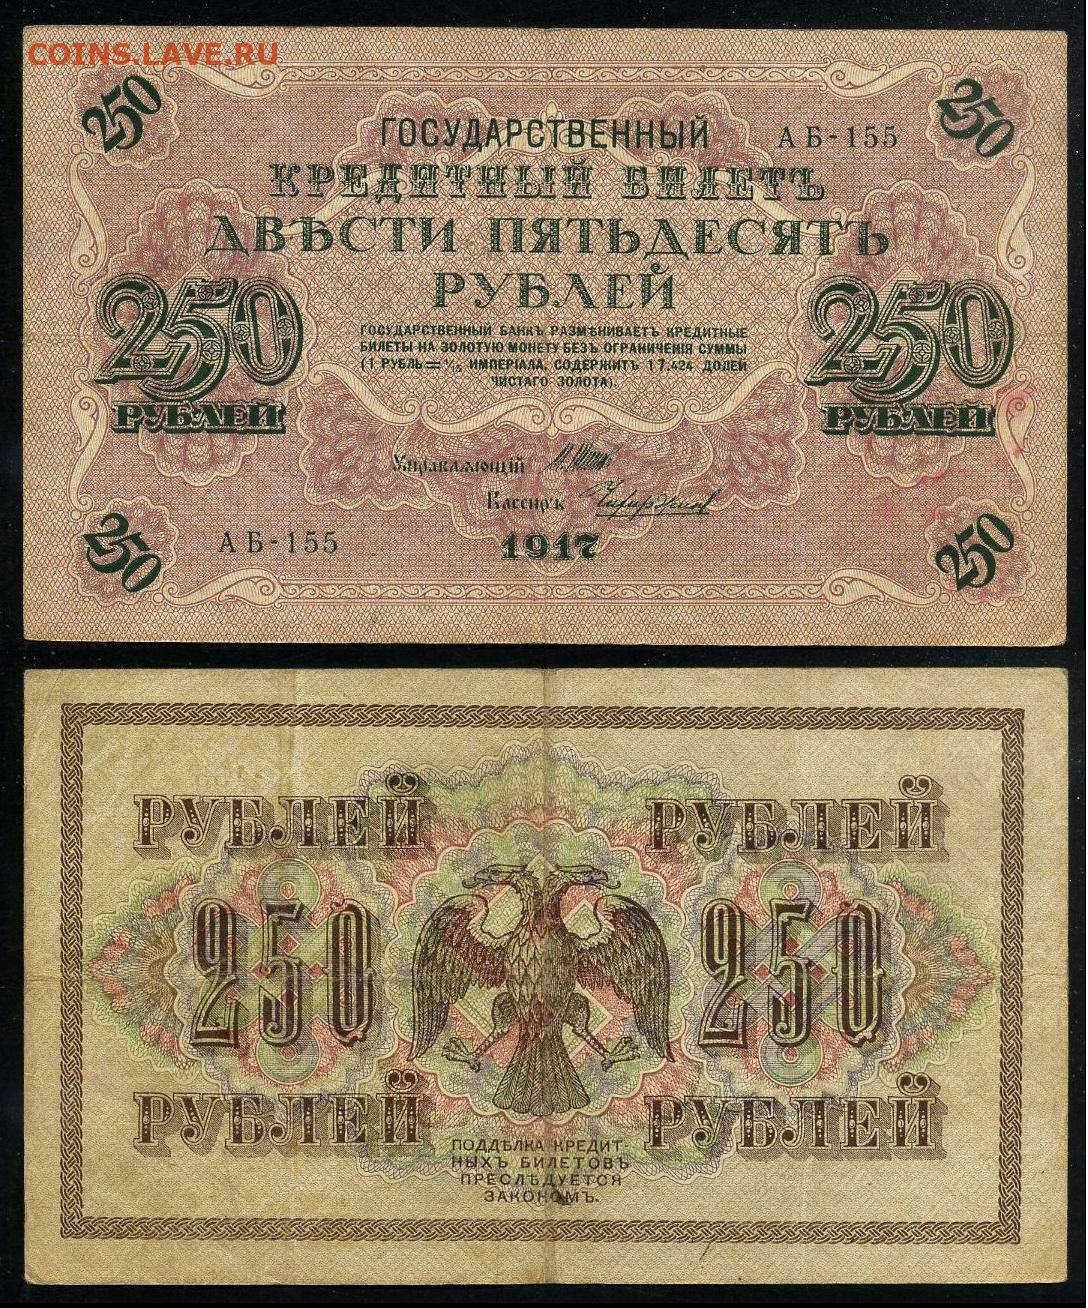 COINS.LAVE.RU
250
250
ГОСУДАРСТВЕННЫЙ АБ-155
КРЕДИТНЫЙ БИЛЕТЪ
ДВѢСТИ ПЯТЬДЕСЯТЪ
РУБЛЕЙ
250
250
ГОСУДАРСТВЕННЫЙ БАНКЪ РАЗМѢНИВАЕТЪ КРЕДИТНЫЕ
БИЛЕТЫ НА ЗОЛОТУЮ МОНЕТУ БЕЗЪ ОГРАНИЧЕНІЯ СУММЫ
(1 РУБЛЬ = 1/15 ИМПЕРІАЛА, СОДЕРЖИТЪ 17,424 ДОЛЕЙ
ЧИСТАГО ЗОЛОТА).
РУБЛЕЙ
РУБЛЕЙ
Управляющій
Кассиръ
250
АБ-155
1917
250
РУБЛЕЙ РУБЛЕЙ
250 250
РУБЛЕЙ РУБЛЕЙ
ПОДДѢЛКА КРЕДИТ-
НЫХЪ БИЛЕТОВЪ
ПРЕСЛѢДУЕТСЯ
ЗАКОНОМЪ.